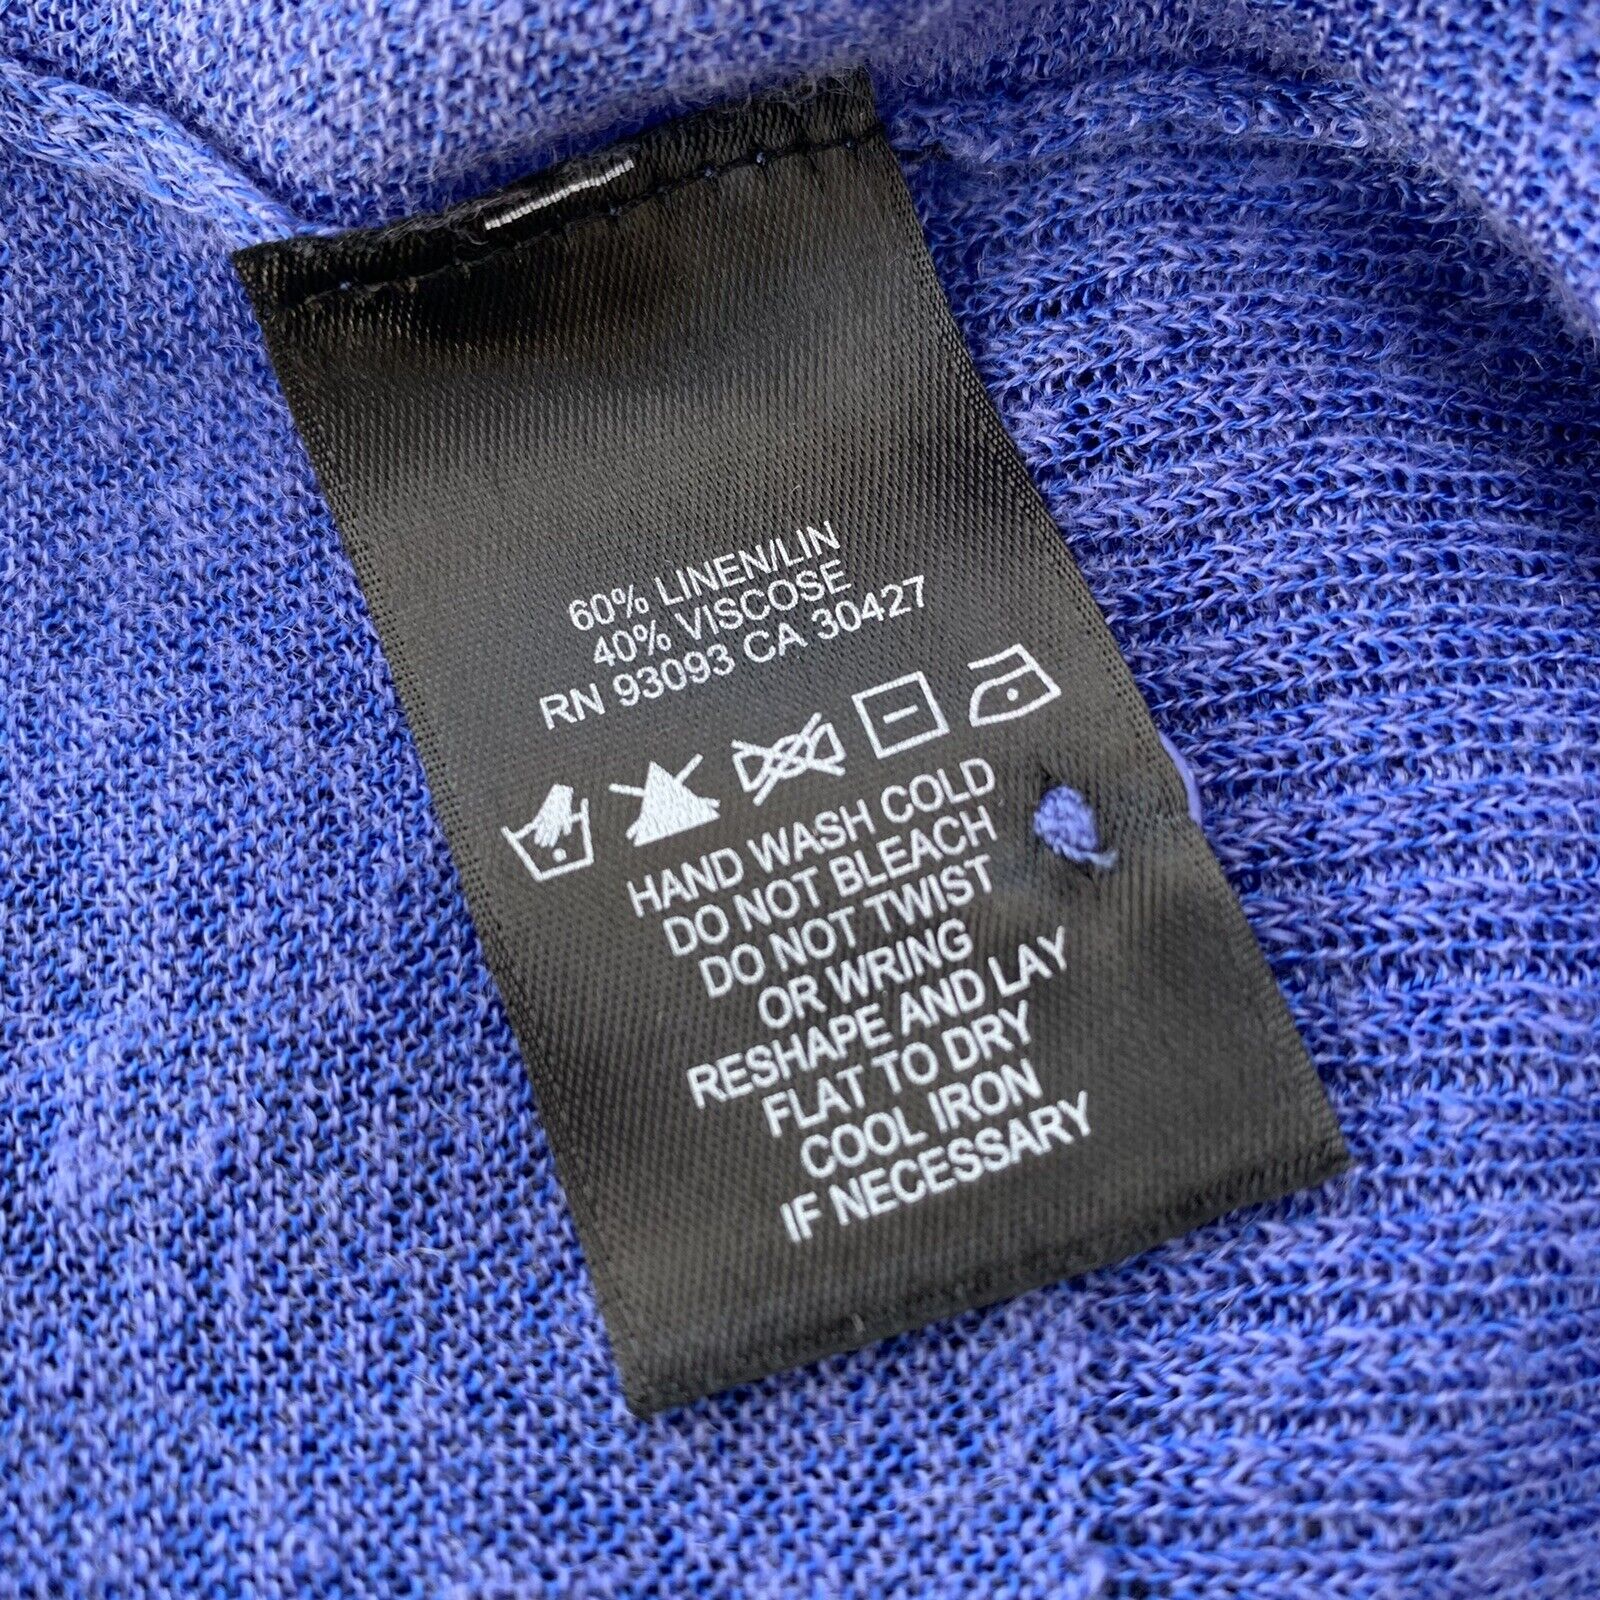 60% LINEN/LIN
40% VISCOSE
RN 93093 CA 30427
HAND WASH COLD
DO NOT BLEACH
DO NOT TWIST
OR WRING
RESHAPE AND LAY
FLAT TO DRY
COOL IRON
IF NECESSARY